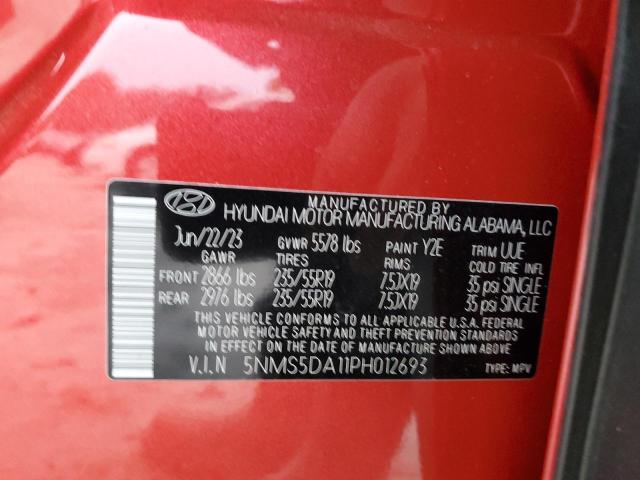 MANUFACTURED BY
HYUNDAI MOTOR MANUFACTURING ALABAMA, LLC
Jun/22/23 GVWR 5578 lbs PAINT Y2E TRIM UUE
GAWR TIRES RIMS COLD TIRE INFL
FRONT 2866 lbs 235/55R19 7.5JX19 35 psi SINGLE
REAR 2976 lbs 235/55R19 7.5JX19 35 psi SINGLE
THIS VEHICLE CONFORMS TO ALL APPLICABLE U.S.A. FEDERAL
MOTOR VEHICLE SAFETY AND THEFT PREVENTION STANDARDS
IN EFFECT ON THE DATE OF MANUFACTURE SHOWN ABOVE.
V.I.N 5NMS5DA11PH012693 TYPE: MPV